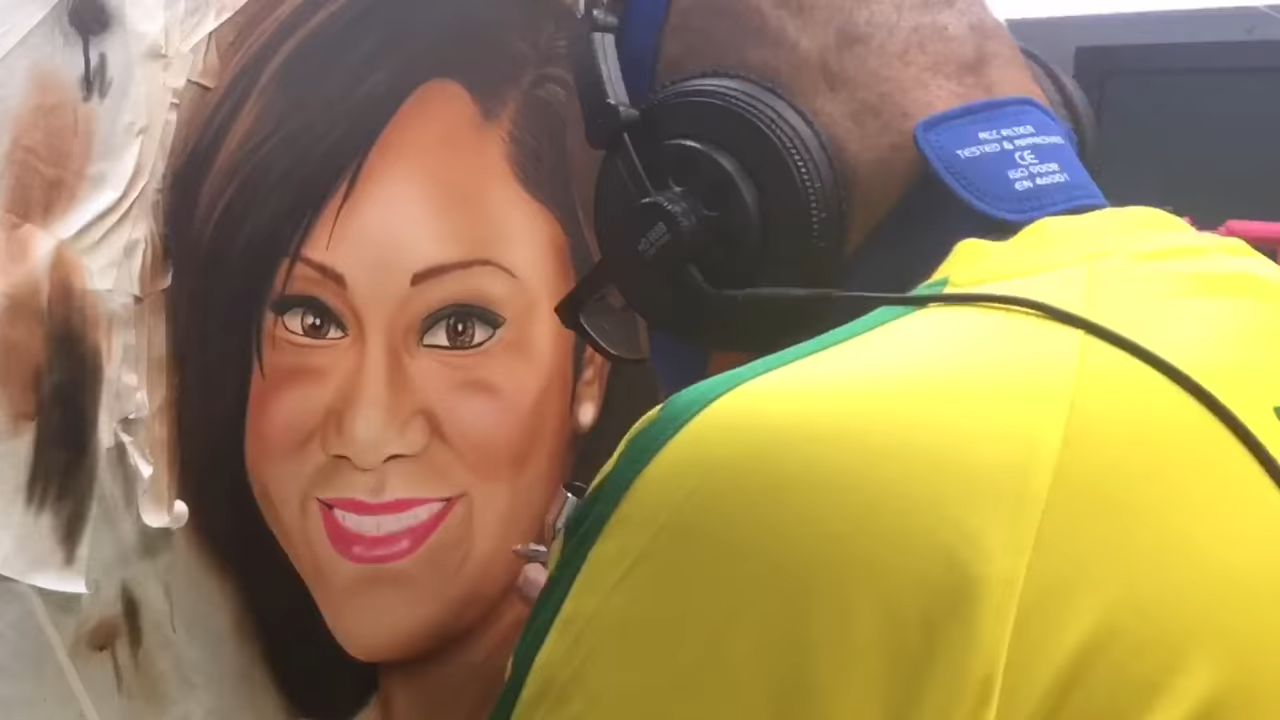 ACC FILTER
TESTED & APPROVED
CE
ISO 9002
EN 46001